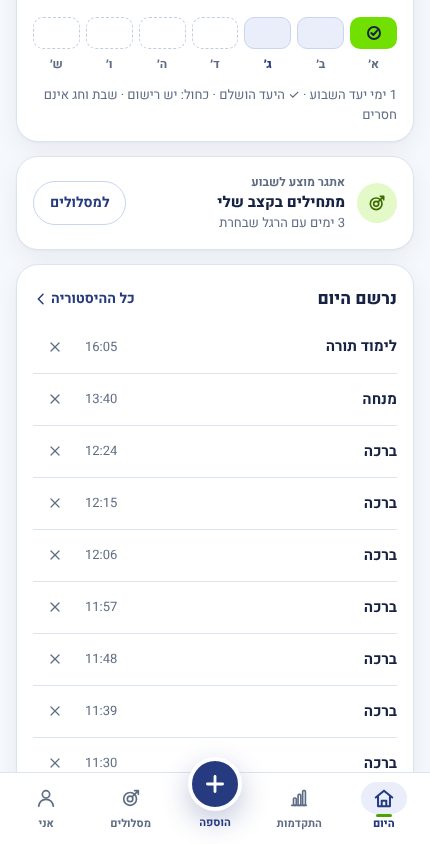 א׳ ב׳ ג׳ ד׳ ה׳ ו׳ ש׳
1 ימי יעד השבוע · ✓ היעד הושלם · כחול: יש רישום · שבת וחג אינם
חסרים
אתגר מוצע לשבוע
מתחילים בקצב שלי
3 ימים עם הרגל שבחרת
למסלולים
נרשם היום
כל ההיסטוריה
לימוד תורה 16:05
מנחה 13:40
ברכה 12:24
ברכה 12:15
ברכה 12:06
ברכה 11:57
ברכה 11:48
ברכה 11:39
ברכה 11:30
היום התקדמות הוספה מסלולים אני